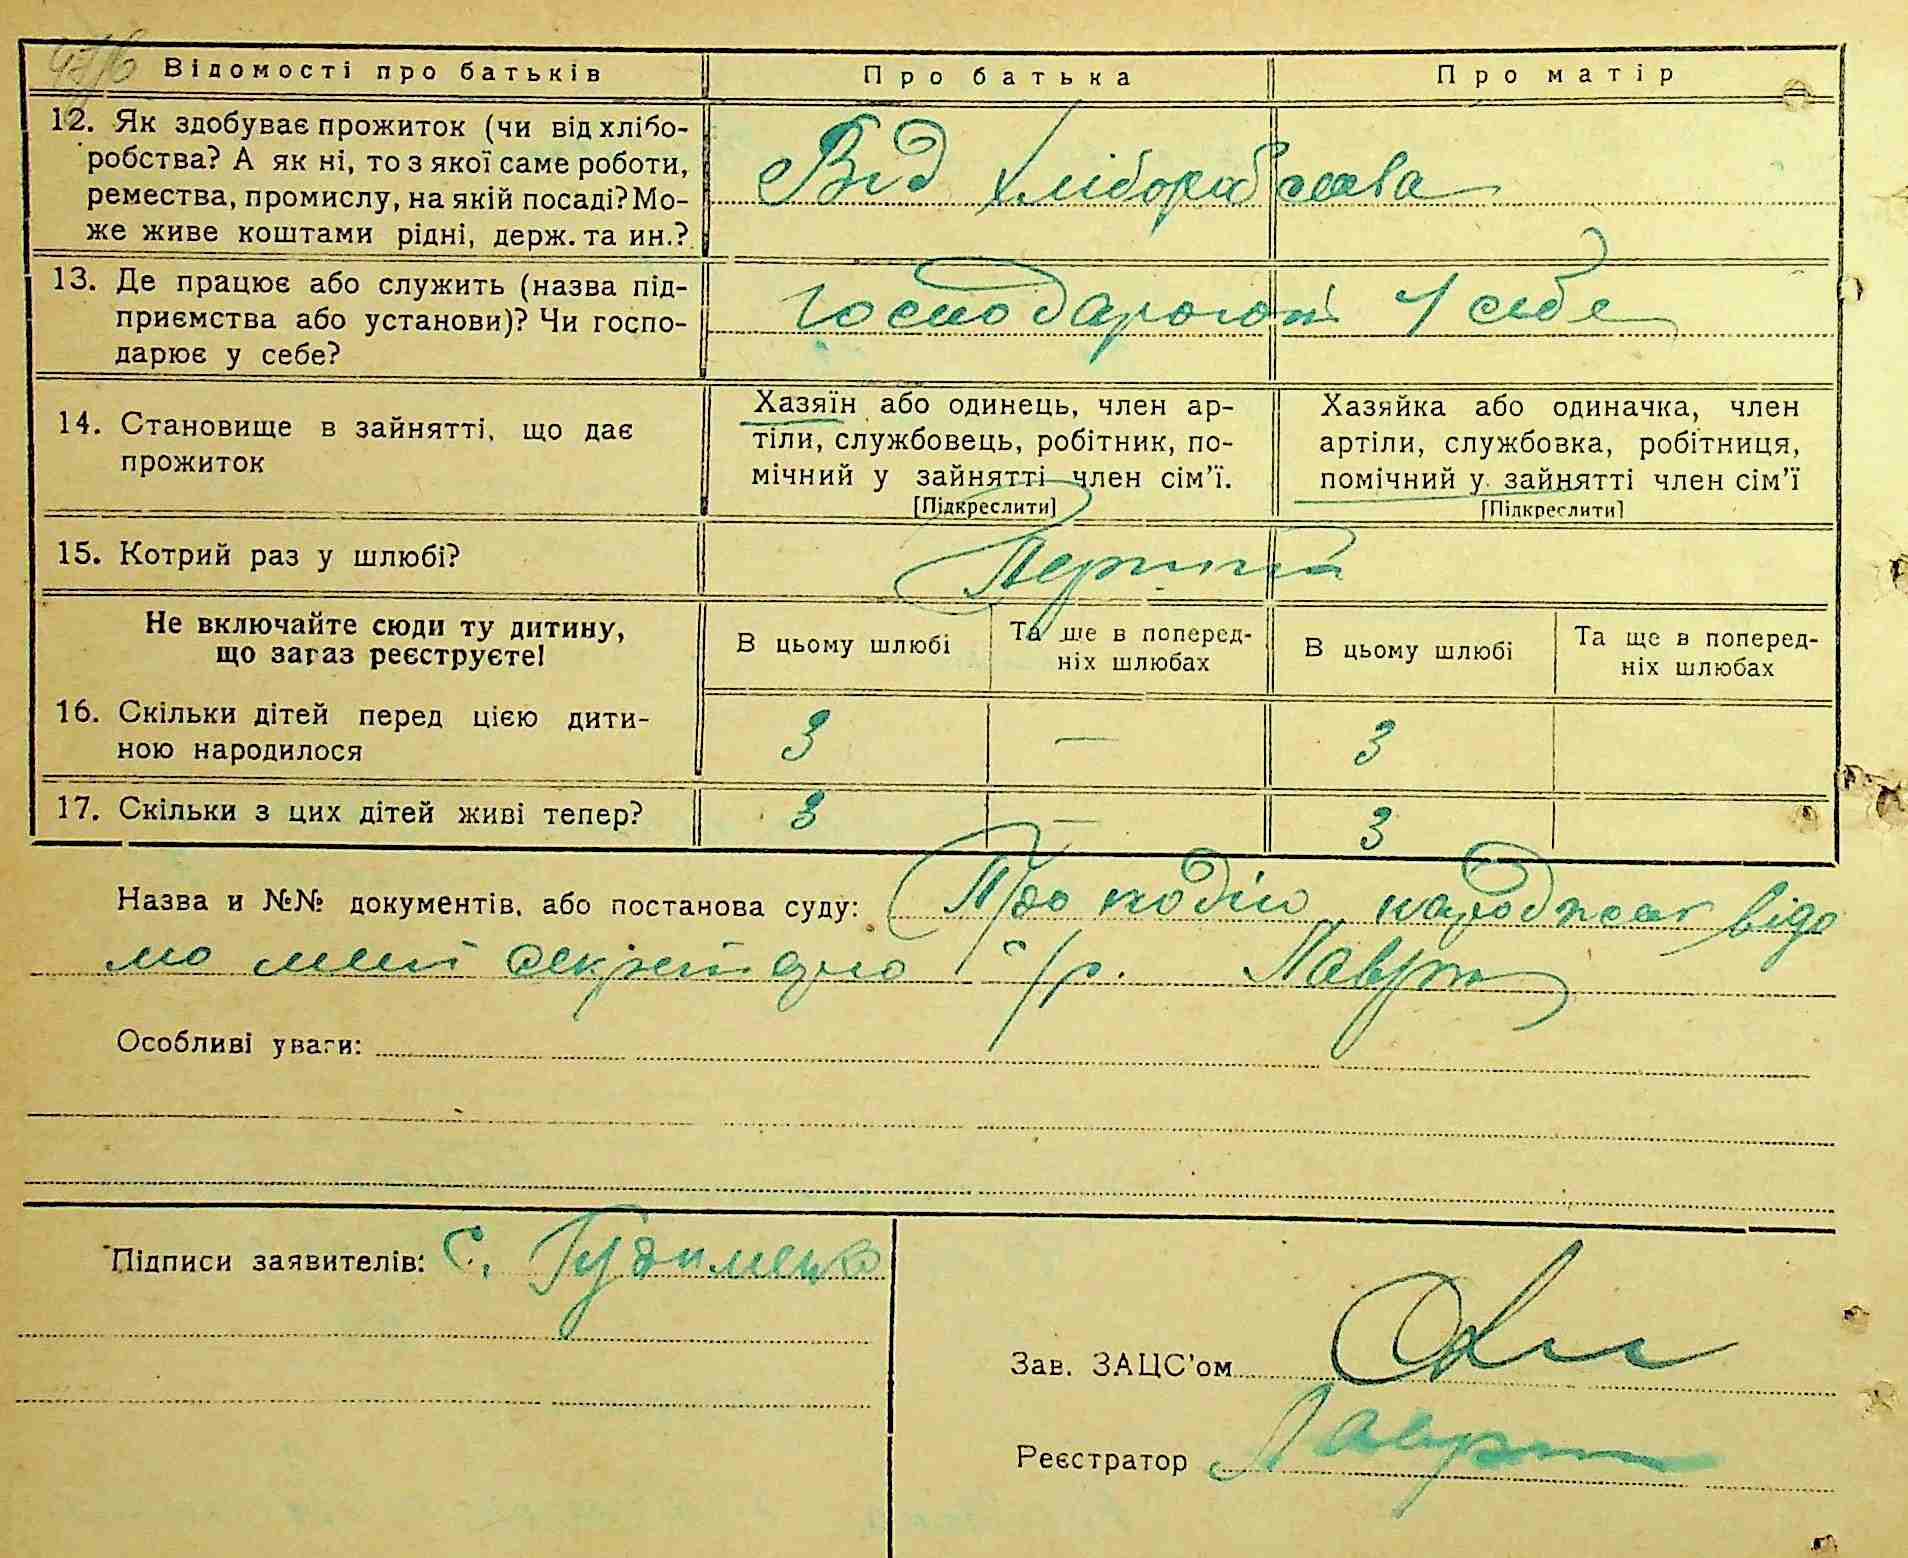 Відомості про батьків Про батька Про матір
12. Як здобуває прожиток (чи від хлібо-
робства? А як ні, то з якої саме роботи,
ремества, промислу, на якій посаді? Мо-
же живе коштами рідні, держ. та ин.?
Від хліборобства
13. Де працює або служить (назва під-
приємства або установи)? Чи госпо-
дарює у себе?
господарюют у себе
14. Становище в зайнятті, що дає
прожиток
Хазяїн або одинець, член ар-
тіли, службовець, робітник, по-
мічний у зайнятті член сім'ї.
[Підкреслити]
Хазяйка або одиначка, член
артіли, службовка, робітниця,
помічний у зайнятті член сім'ї
[Підкреслити]
15. Котрий раз у шлюбі?
Перший
Не включайте сюди ту дитину,
що зараз реєструєте!
В цьому шлюбі
Та ще в поперед-
ніх шлюбах
В цьому шлюбі
Та ще в поперед-
ніх шлюбах
16. Скільки дітей перед цією дити-
ною народилося
3 — 3
17. Скільки з цих дітей живі тепер?
3 — 3
Назва и №№ документів, або постанова суду: Про подію народжен відо
мо мені секретарю с/р.
Особливі уваги:
Підписи заявителів: С.
Зав. ЗАЦС'ом
Реєстратор